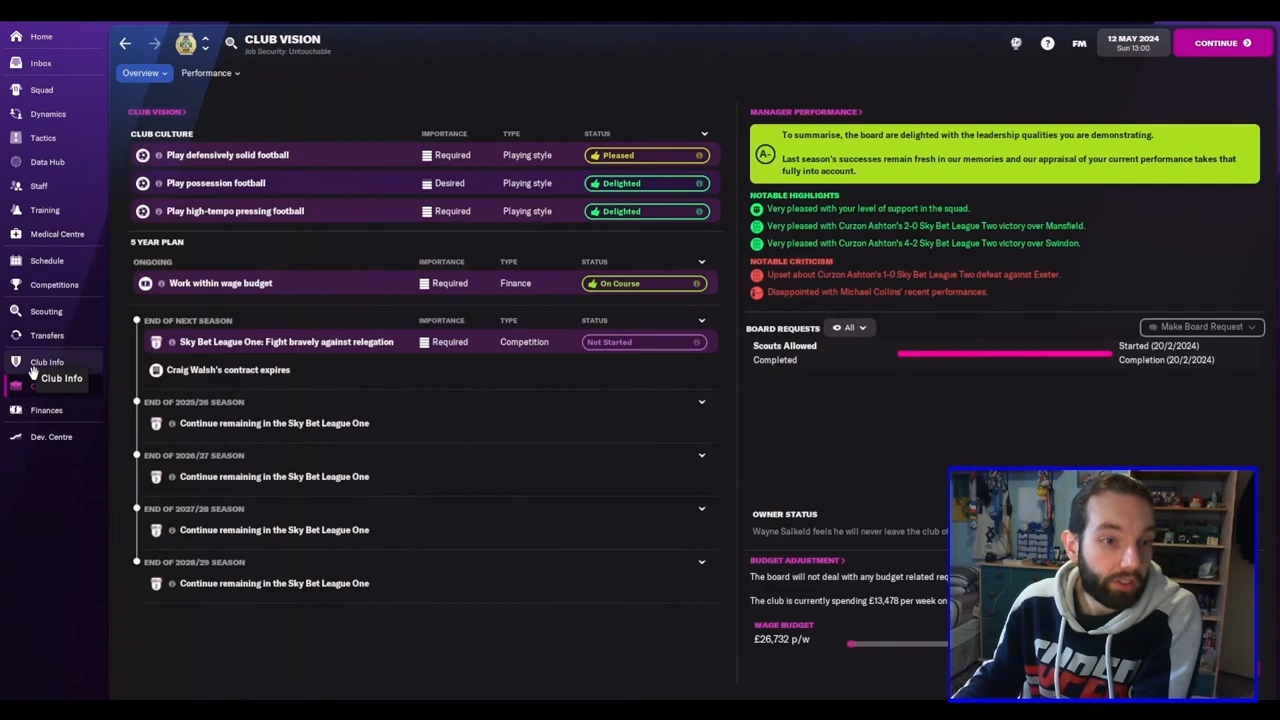 Home
Inbox
Squad
Dynamics
Tactics
Data Hub
Staff
Training
Medical Centre
Schedule
Competitions
Scouting
Transfers
Club Info
Club Info
Finances
Dev. Centre
CLUB VISION
Job Security: Untouchable
FM
12 MAY 2024
Sun 13:00
CONTINUE
Overview
Performance
CLUB VISION >
CLUB CULTURE IMPORTANCE TYPE STATUS
Play defensively solid football Required Playing style Pleased
Play possession football Desired Playing style Delighted
Play high-tempo pressing football Required Playing style Delighted
5 YEAR PLAN
ONGOING IMPORTANCE TYPE STATUS
Work within wage budget Required Finance On Course
END OF NEXT SEASON IMPORTANCE TYPE STATUS
Sky Bet League One: Fight bravely against relegation Required Competition Not Started
Craig Walsh's contract expires
END OF 2025/26 SEASON
Continue remaining in the Sky Bet League One
END OF 2026/27 SEASON
Continue remaining in the Sky Bet League One
END OF 2027/28 SEASON
Continue remaining in the Sky Bet League One
END OF 2028/29 SEASON
Continue remaining in the Sky Bet League One
MANAGER PERFORMANCE >
A-
To summarise, the board are delighted with the leadership qualities you are demonstrating.
Last season's successes remain fresh in our memories and our appraisal of your current performance takes that
fully into account.
NOTABLE HIGHLIGHTS
Very pleased with your level of support in the squad.
Very pleased with Curzon Ashton's 2-0 Sky Bet League Two victory over Mansfield.
Very pleased with Curzon Ashton's 4-2 Sky Bet League Two victory over Swindon.
NOTABLE CRITICISM
Upset about Curzon Ashton's 1-0 Sky Bet League Two defeat against Exeter.
Disappointed with Michael Collins' recent performances.
BOARD REQUESTS All Make Board Request
Scouts Allowed Started (20/2/2024)
Completed Completion (20/2/2024)
OWNER STATUS
Wayne Salkeld feels he will never leave the club of
BUDGET ADJUSTMENT >
The board will not deal with any budget related
The club is currently spending £13,478 per week on
WAGE BUDGET
£26,732 p/w